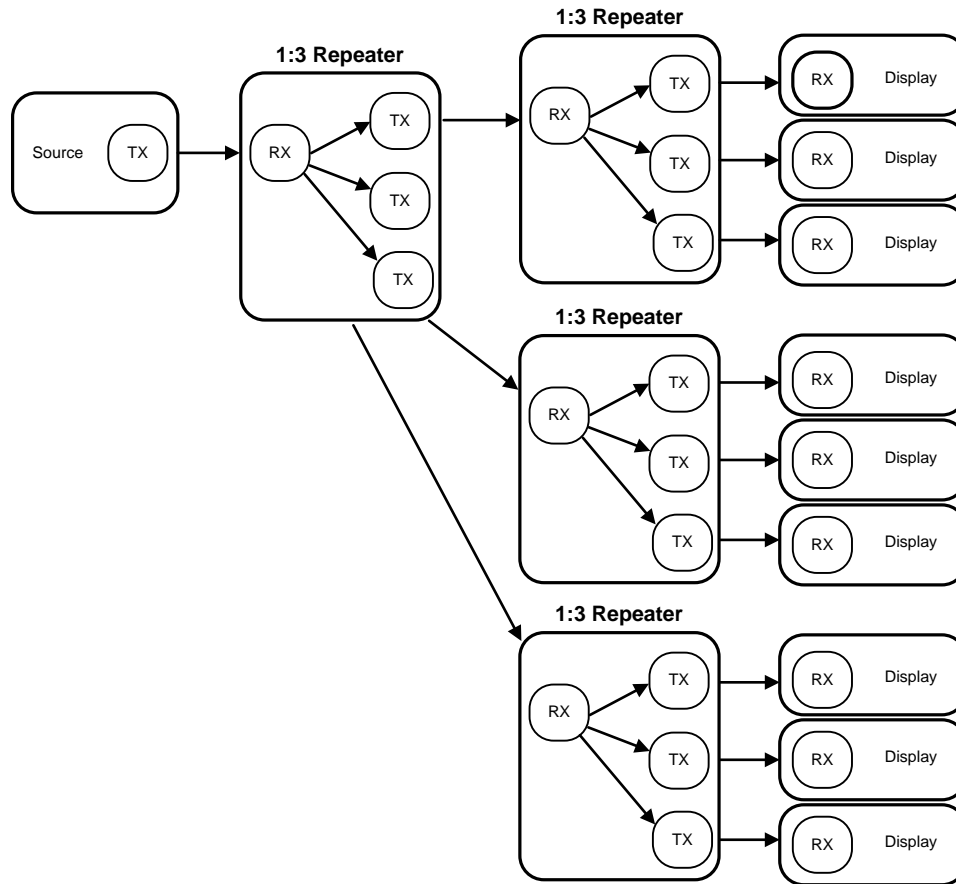 1:3 Repeater
1:3 Repeater
Source
TX
RX
TX
TX
TX
RX
TX
TX
TX
RX
Display
RX
Display
RX
Display
1:3 Repeater
RX
TX
TX
TX
RX
Display
RX
Display
RX
Display
1:3 Repeater
RX
TX
TX
TX
RX
Display
RX
Display
RX
Display